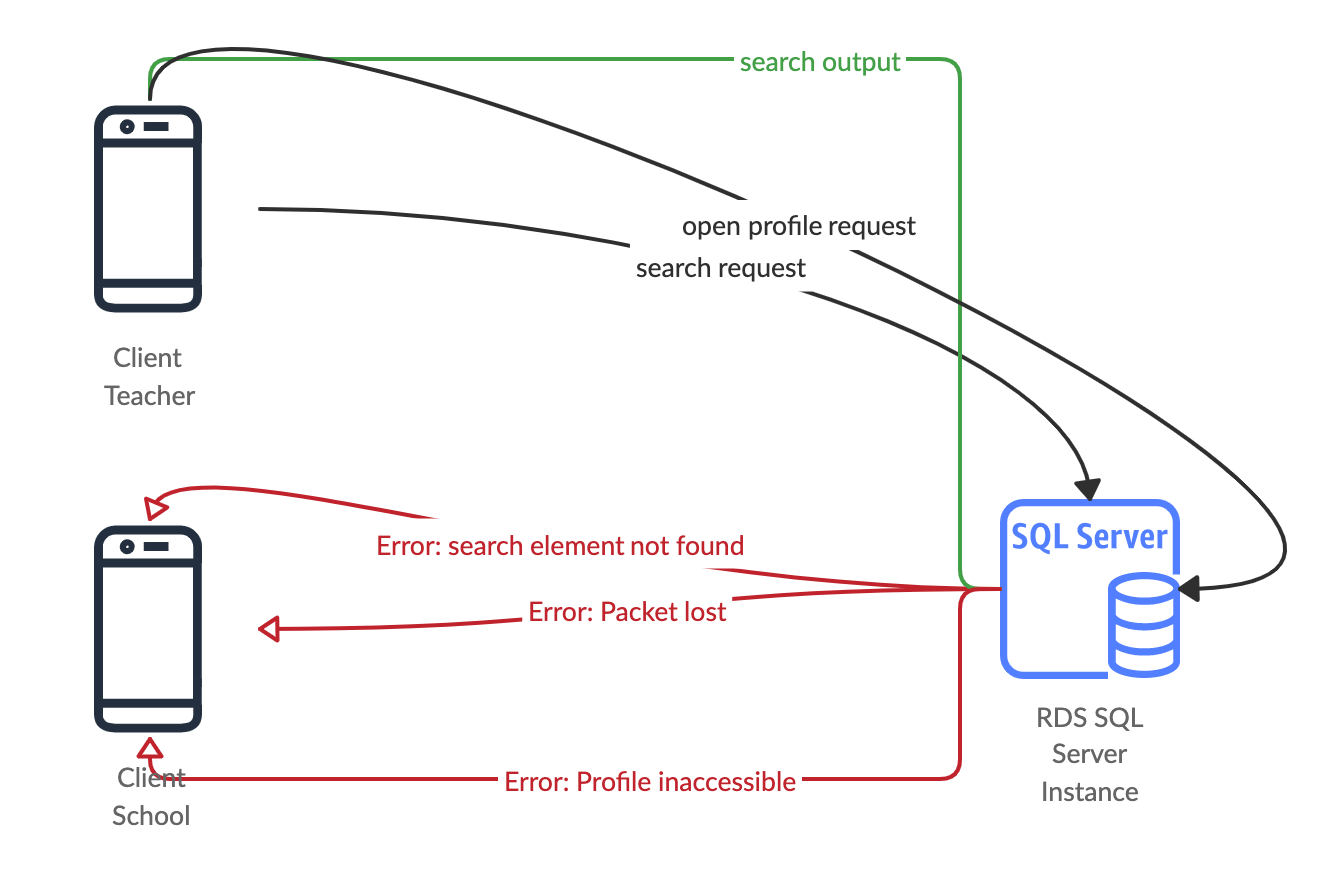 search output
open profile request
search request
Client
Teacher
SQL Server
Error: search element not found
Error: Packet lost
RDS SQL
Server
Instance
Client
School
Error: Profile inaccessible